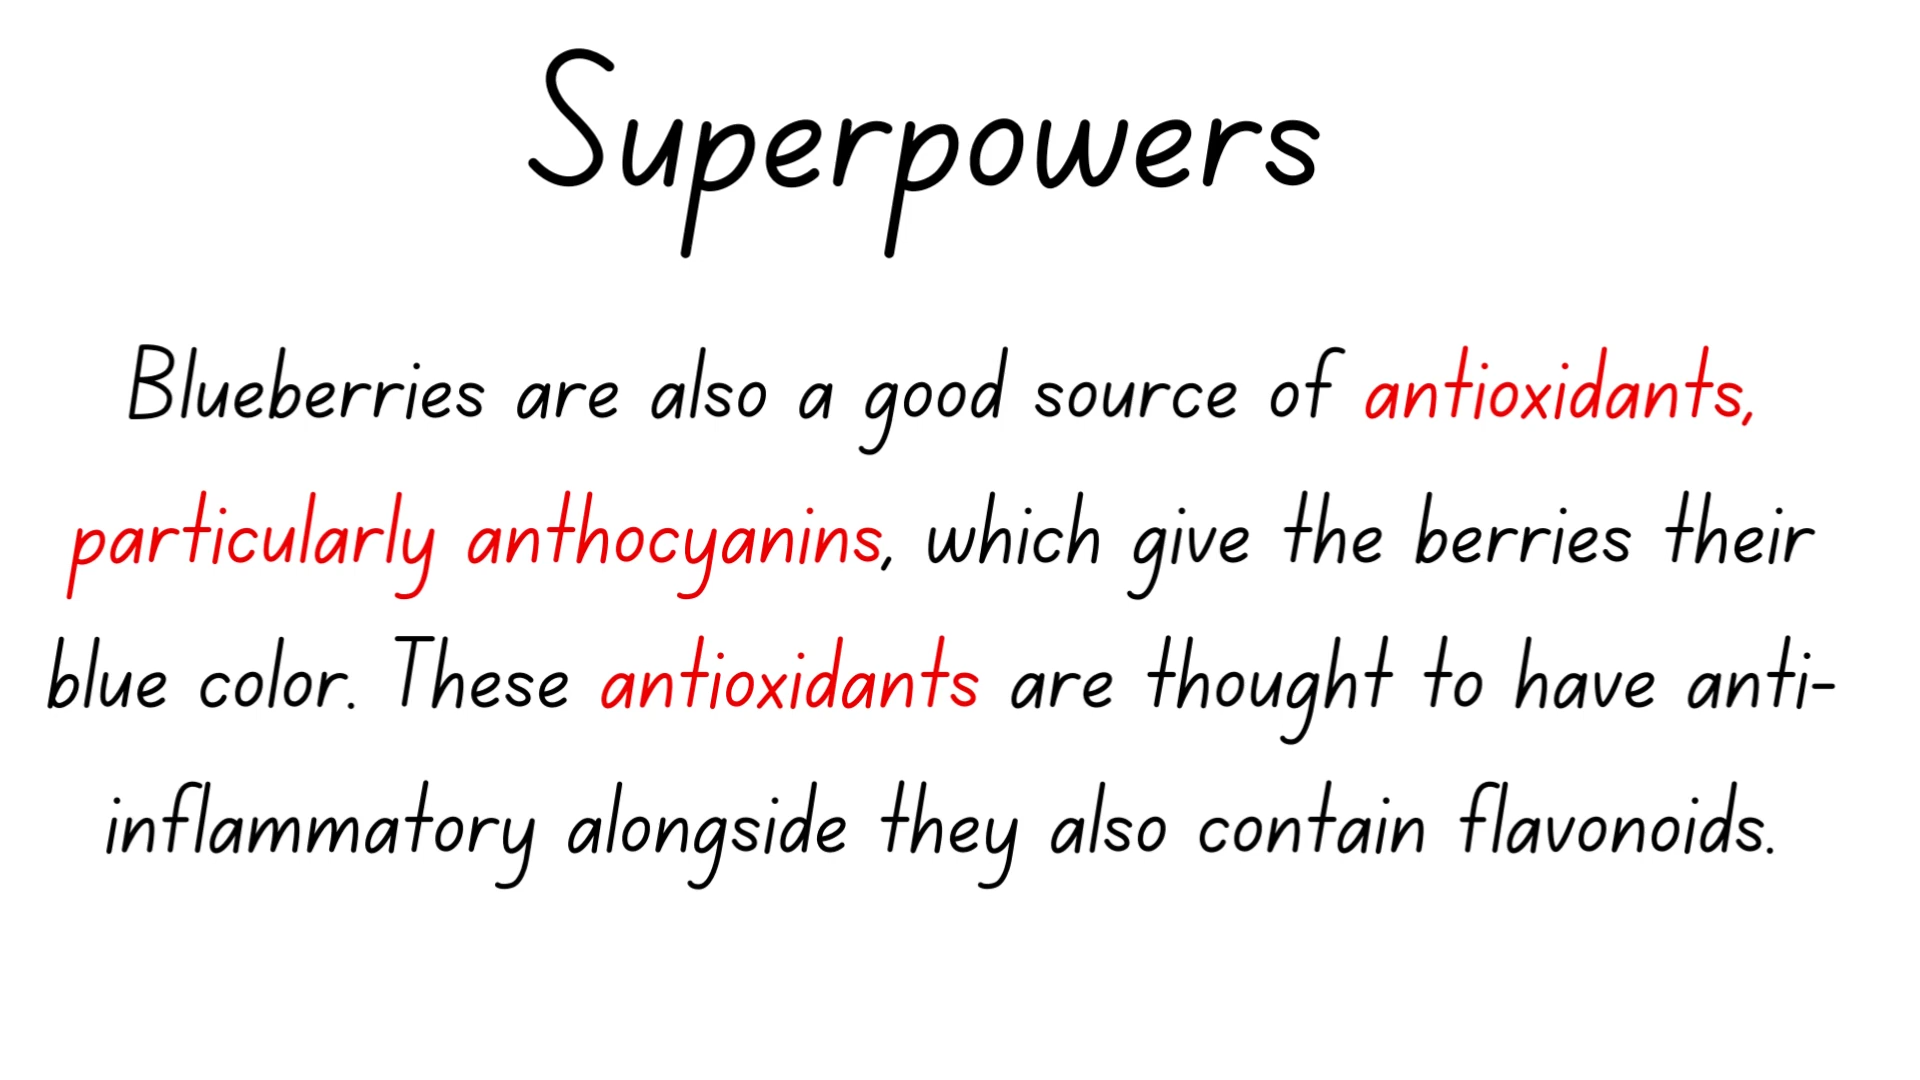 Superpowers
Blueberries are also a good source of antioxidants,
particularly anthocyanins, which give the berries their
blue color. These antioxidants are thought to have anti-
inflammatory alongside they also contain flavonoids.